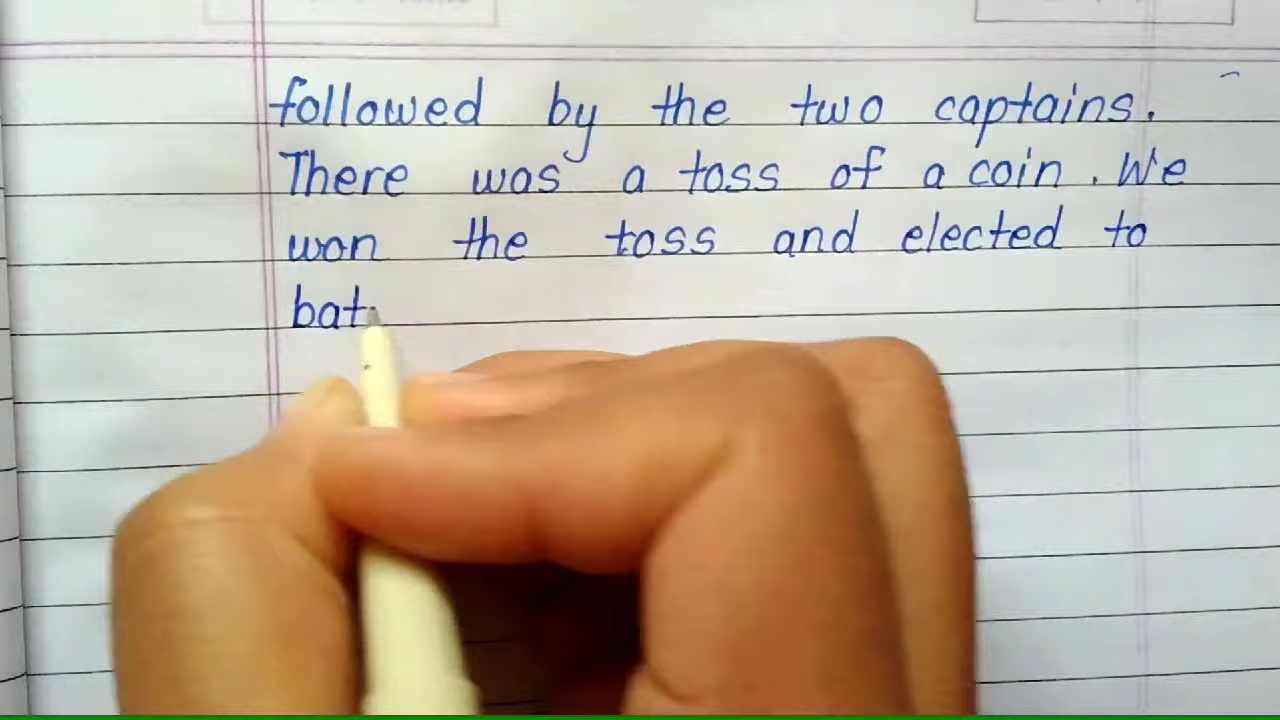 followed by the two captains.
There was a toss of a coin. We
won the toss and elected to
bat